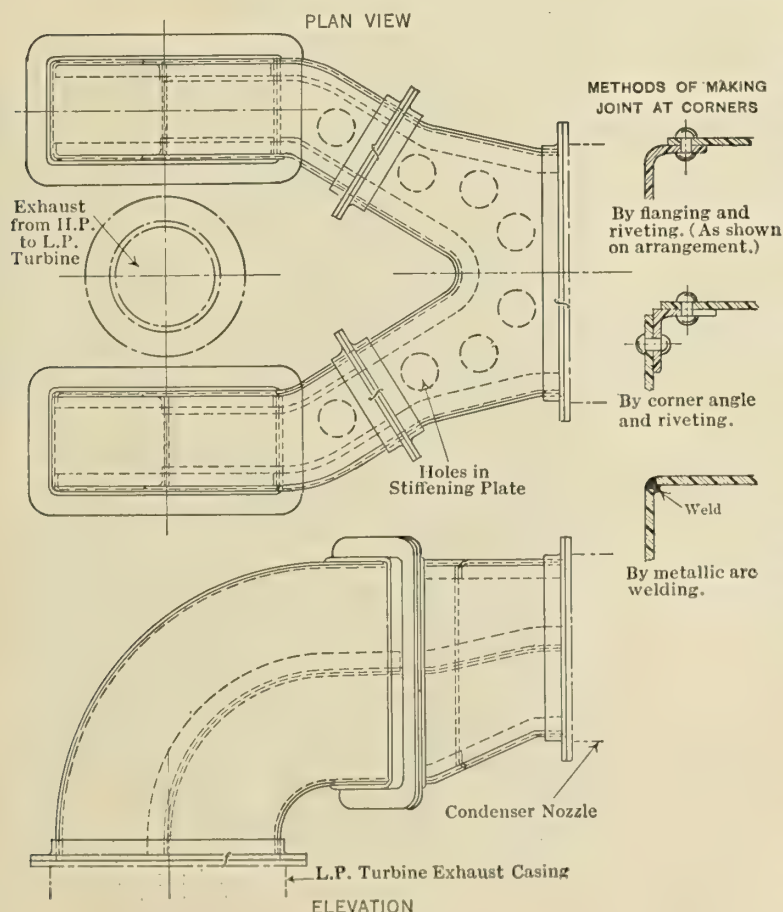 PLAN VIEW
METHODS OF MAKING
JOINT AT CORNERS
Exhaust
from H.P.
to L.P.
Turbine
By flanging and
riveting. (As shown
on arrangement.)
By corner angle
and riveting.
Holes in
Stiffening Plate
Weld
By metallic arc
welding.
Condenser Nozzle
L.P. Turbine Exhaust Casing
ELEVATION